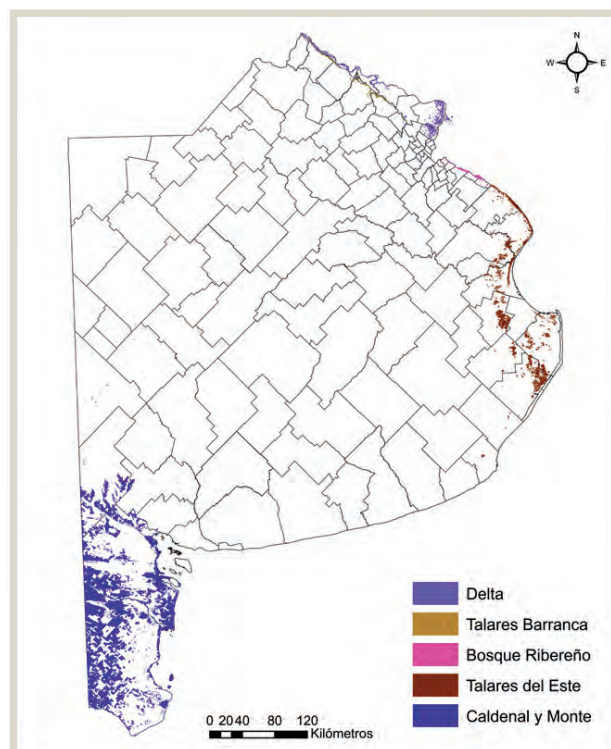 N
W E
S
Delta
Talares Barranca
Bosque Ribereño
Talares del Este
Caldenal y Monte
0 20 40 80 120
Kilómetros